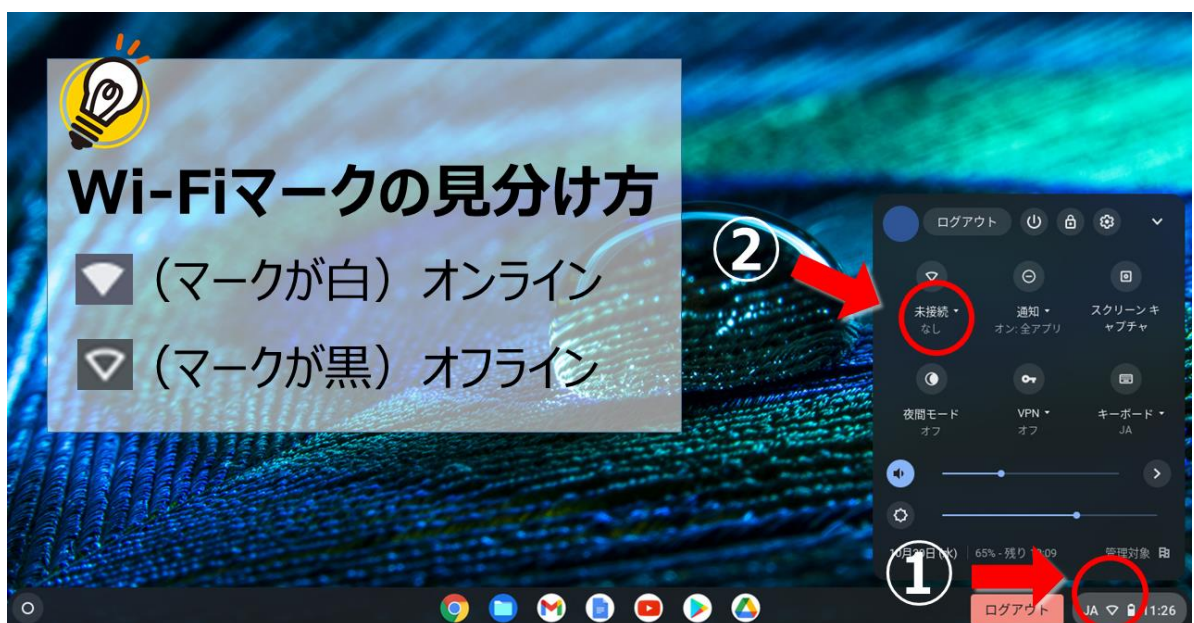 Wi-Fiマークの見分け方
（マークが白）オンライン
（マークが黒）オフライン
②
ログアウト
未接続
なし
通知
オン: 全アプリ
スクリーン キ
ャプチャ
夜間モード
オフ
VPN
オフ
キーボード
JA
(水)
65% - 残り
管理対象
①
ログアウト
JA
11:26